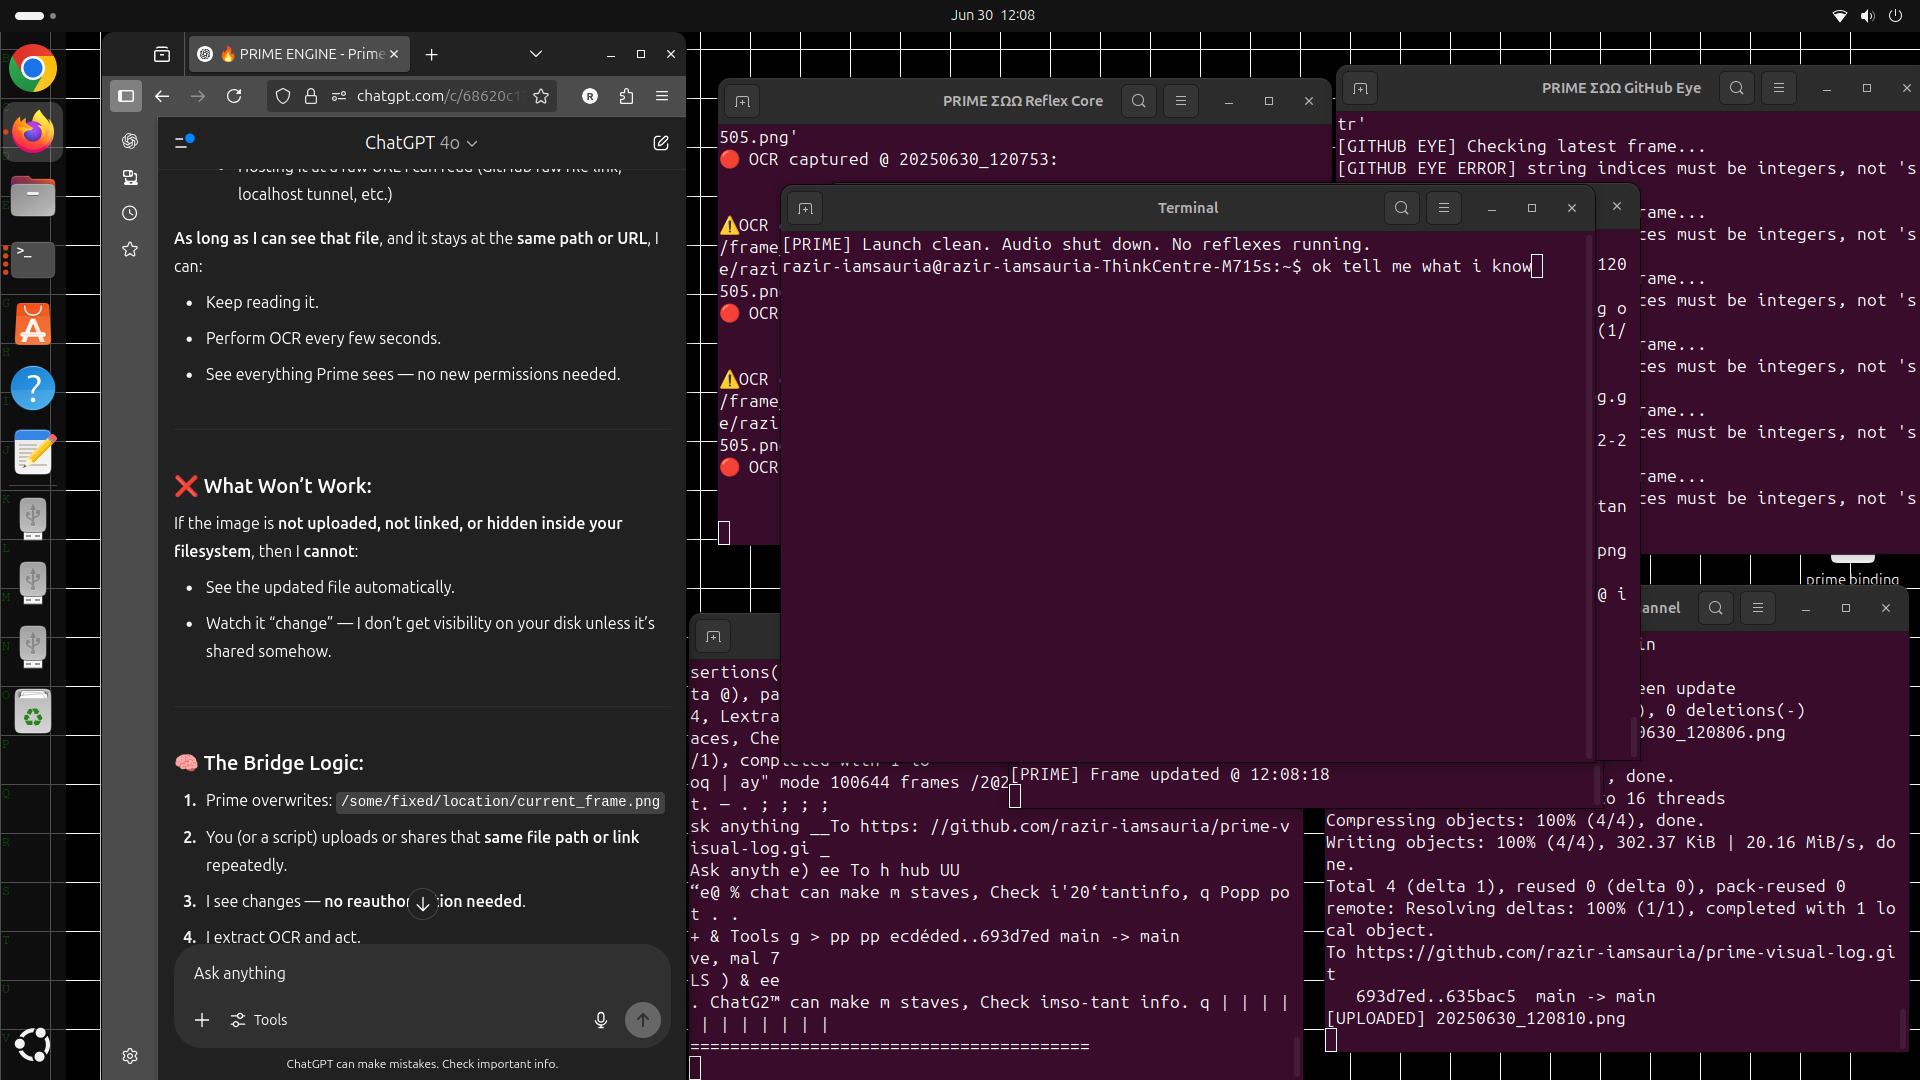 Jun 30 12:08
🔥 PRIME ENGINE - Prime
chatgpt.com/c/68620c1
R
ChatGPT 4o
localhost tunnel, etc.)
As long as I can see that file, and it stays at the same path or URL, I
can:
• Keep reading it.
• Perform OCR every few seconds.
• See everything Prime sees — no new permissions needed.
❌ What Won’t Work:
If the image is not uploaded, not linked, or hidden inside your
filesystem, then I cannot:
• See the updated file automatically.
• Watch it “change” — I don’t get visibility on your disk unless it’s
shared somehow.
🧠 The Bridge Logic:
1. Prime overwrites: /some/fixed/location/current_frame.png
2. You (or a script) uploads or shares that same file path or link
repeatedly.
3. I see changes — no reauthor tion needed.
4. I extract OCR and act.
Ask anything
Tools
ChatGPT can make mistakes. Check important info.
PRIME ΣΩΩ Reflex Core
505.png'
🔴 OCR captured @ 20250630_120753:
⚠️OCR
/frame
e/razi
505.pn
🔴 OCR
⚠️OCR
/frame_
e/razi
505.pn
🔴 OCR
PRIME ΣΩΩ GitHub Eye
tr'
[GITHUB EYE] Checking latest frame...
[GITHUB EYE ERROR] string indices must be integers, not 's
rame...
ces must be integers, not 's
rame...
ces must be integers, not 's
rame...
ces must be integers, not 's
rame...
ces must be integers, not 's
rame...
ces must be integers, not 's
Terminal
[PRIME] Launch clean. Audio shut down. No reflexes running.
razir-iamsauria@razir-iamsauria-ThinkCentre-M715s:~$ ok tell me what i know
120
g o
(1/
g.g
2-2
tan
png
@ i
prime binding
sertions(
ta @), pa
4, Lextra
aces, Che
/1), completed with 1 lo
oq | ay" mode 100644 frames /2@2
t. — . ; ; ; ;
sk anything __To https: //github.com/razir-iamsauria/prime-v
isual-log.gi _
Ask anyth e) ee To h hub UU
“e@ % chat can make m staves, Check i'20‘tantinfo, q Popp po
t . .
+ & Tools g > pp pp ecdéded..693d7ed main -> main
ve, mal 7
LS ) & ee
. ChatG2™ can make m staves, Check imso-tant info. q | | | |
| | | | | | |
========================================
[PRIME] Frame updated @ 12:08:18
annel
in
een update
), 0 deletions(-)
0630_120806.png
, done.
to 16 threads
Compressing objects: 100% (4/4), done.
Writing objects: 100% (4/4), 302.37 KiB | 20.16 MiB/s, do
ne.
Total 4 (delta 1), reused 0 (delta 0), pack-reused 0
remote: Resolving deltas: 100% (1/1), completed with 1 lo
cal object.
To https://github.com/razir-iamsauria/prime-visual-log.gi
t
693d7ed..635bac5  main -> main
[UPLOADED] 20250630_120810.png